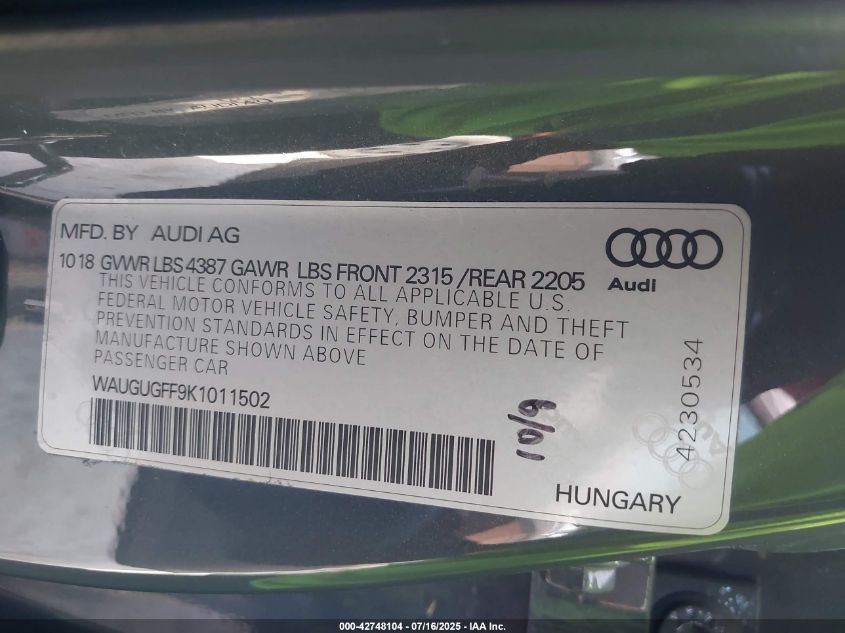 MFD. BY AUDI AG
10 18 GVWR LBS 4387 GAWR LBS FRONT 2315 /REAR 2205
THIS VEHICLE CONFORMS TO ALL APPLICABLE U.S.
FEDERAL MOTOR VEHICLE SAFETY, BUMPER AND THEFT
PREVENTION STANDARDS IN EFFECT ON THE DATE OF
MANUFACTURE SHOWN ABOVE
PASSENGER CAR
WAUGUGFF9K1011502
Audi
4230534
10/9
HUNGARY
000-42748104 - 07/16/2025 - IAA Inc.